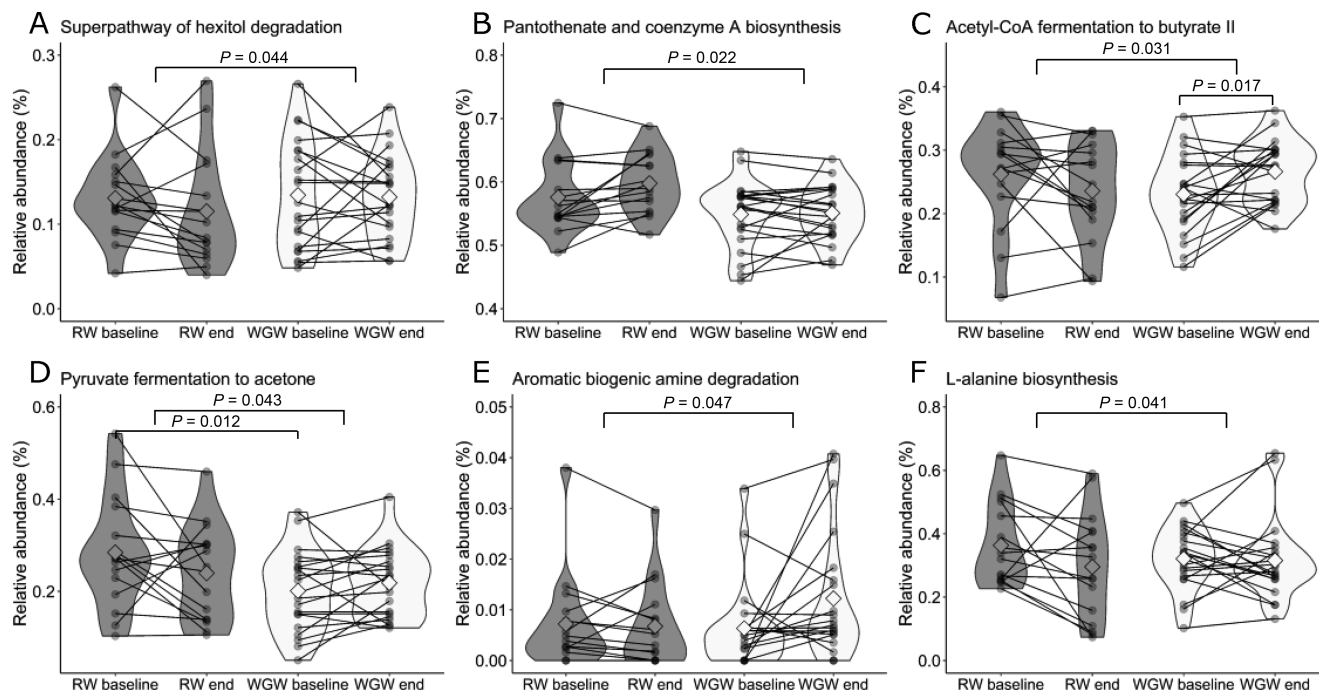 A Superpathway of hexitol degradation
Relative abundance (%)
0.3
0.2
0.1
0.0
P = 0.044
RW baseline RW end WGW baseline WGW end
B Pantothenate and coenzyme A biosynthesis
Relative abundance (%)
0.8
0.7
0.6
0.5
0.4
P = 0.022
RW baseline RW end WGW baseline WGW end
C Acetyl-CoA fermentation to butyrate II
Relative abundance (%)
0.4
0.3
0.2
0.1
P = 0.031
P = 0.017
RW baseline RW end WGW baseline WGW end
D Pyruvate fermentation to acetone
Relative abundance (%)
0.6
0.4
0.2
P = 0.043
P = 0.012
RW baseline RW end WGW baseline WGW end
E Aromatic biogenic amine degradation
Relative abundance (%)
0.05
0.04
0.03
0.02
0.01
0.00
P = 0.047
RW baseline RW end WGW baseline WGW end
F L-alanine biosynthesis
Relative abundance (%)
0.8
0.6
0.4
0.2
0.0
P = 0.041
RW baseline RW end WGW baseline WGW end